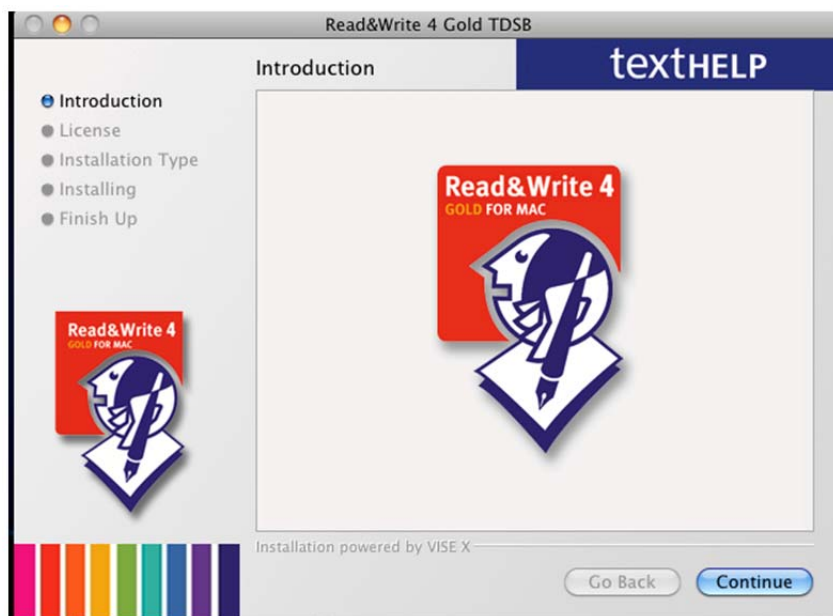 Read&Write 4 Gold TDSB
Introduction
textHELP
Introduction
License
Installation Type
Installing
Finish Up
Read&Write 4
GOLD FOR MAC
Read&Write 4
GOLD FOR MAC
Installation powered by VISE X
Go Back
Continue